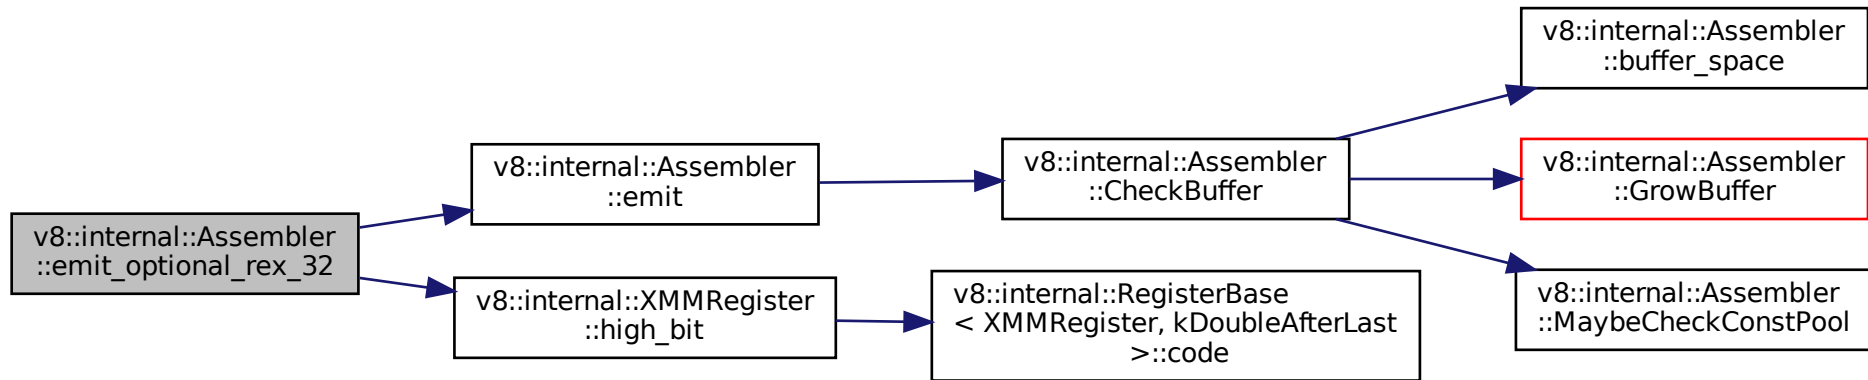 v8::internal::Assembler
::emit_optional_rex_32
v8::internal::Assembler
::emit
v8::internal::XMMRegister
::high_bit
v8::internal::Assembler
::CheckBuffer
v8::internal::RegisterBase
< XMMRegister, kDoubleAfterLast
>::code
v8::internal::Assembler
::buffer_space
v8::internal::Assembler
::GrowBuffer
v8::internal::Assembler
::MaybeCheckConstPool